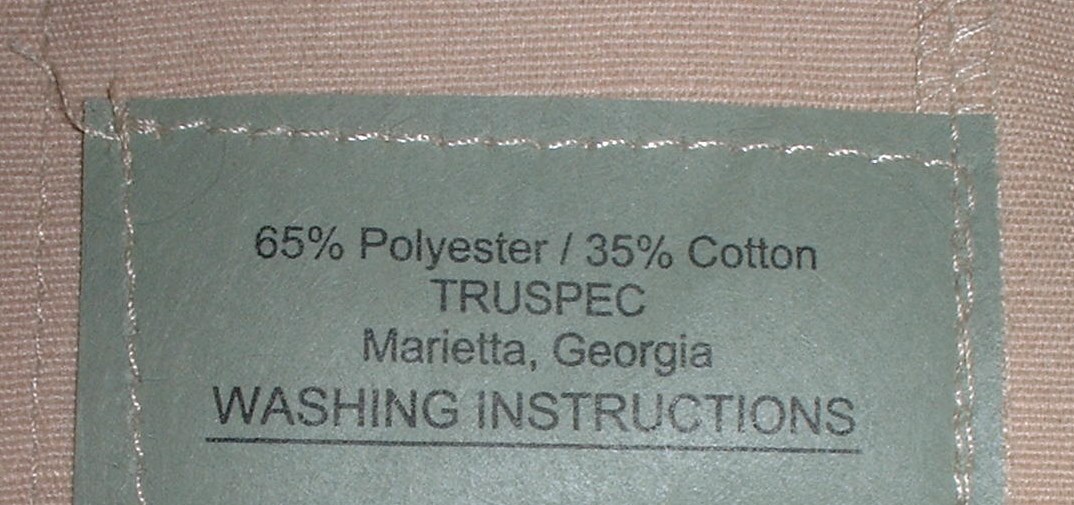 65% Polyester / 35% Cotton
TRUSPEC
Marietta, Georgia
WASHING INSTRUCTIONS